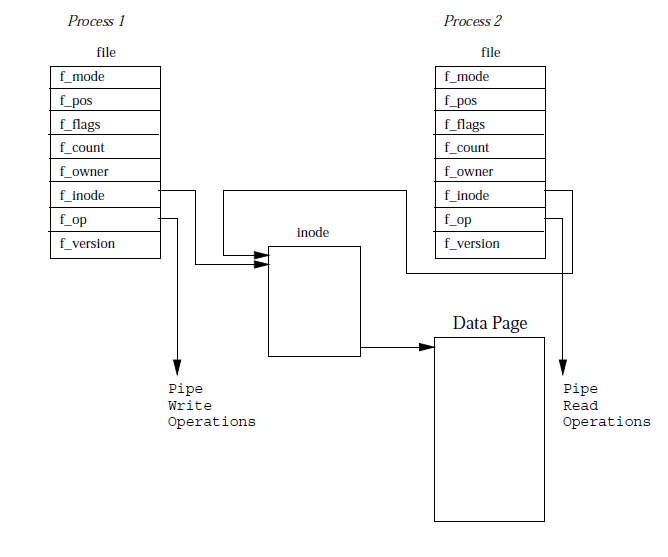 Process 1
file
f_mode
f_pos
f_flags
f_count
f_owner
f_inode
f_op
f_version
Process 2
file
f_mode
f_pos
f_flags
f_count
f_owner
f_inode
f_op
f_version
inode
Data Page
Pipe
Write
Operations
Pipe
Read
Operations